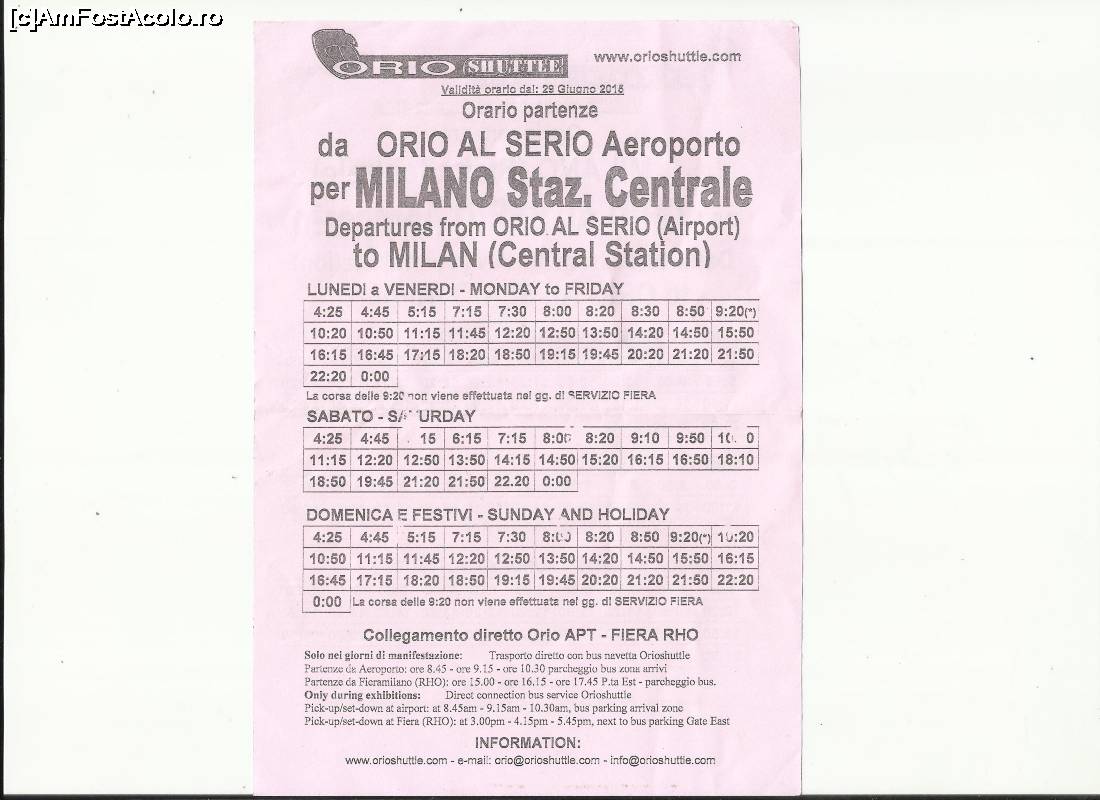 [c]AmFostAcolo.ro
ORIO SHUTTLE
www.orioshuttle.com
Validità orario dal: 29 Giugno 2015
Orario partenze
da ORIO AL SERIO Aeroporto
per MILANO Staz. Centrale
Departures from ORIO AL SERIO (Airport)
to MILAN (Central Station)
LUNEDI a VENERDI - MONDAY to FRIDAY
4:25 4:45 5:15 7:15 7:30 8:00 8:20 8:30 8:50 9:20(*)
10:20 10:50 11:15 11:45 12:20 12:50 13:50 14:20 14:50 15:50
16:15 16:45 17:15 18:20 18:50 19:15 19:45 20:20 21:20 21:50
22:20 0:00
La corsa delle 9:20 non viene effettuata nei gg. di SERVIZIO FIERA
SABATO - SATURDAY
4:25 4:45 15 6:15 7:15 8:00 8:20 9:10 9:50
11:15 12:20 12:50 13:50 14:15 14:50 15:20 16:15 16:50 18:10
18:50 19:45 21:20 21:50 22.20 0:00
DOMENICA E FESTIVI - SUNDAY AND HOLIDAY
4:25 4:45 5:15 7:15 7:30 8:00 8:20 8:50 9:20(*) 10:20
10:50 11:15 11:45 12:20 12:50 13:50 14:20 14:50 15:50 16:15
16:45 17:15 18:20 18:50 19:15 19:45 20:20 21:20 21:50 22:20
0:00 La corsa delle 9:20 non viene effettuata nei gg. di SERVIZIO FIERA
Collegamento diretto Orio APT - FIERA RHO
Solo nei giorni di manifestazione: Trasporto diretto con bus navetta Orioshuttle
Partenze da Aeroporto: ore 8.45 - ore 9.15 - ore 10.30 parcheggio bus zona arrivi
Partenze da Fieramilano (RHO): ore 15.00 - ore 16.15 - ore 17.45 P.ta Est - parcheggio bus.
Only during exhibitions: Direct connection bus service Orioshuttle
Pick-up/set-down at airport: at 8.45am - 9.15am - 10.30am, bus parking arrival zone
Pick-up/set-down at Fiera (RHO): at 3.00pm - 4.15pm - 5.45pm, next to bus parking Gate East
INFORMATION:
www.orioshuttle.com - e-mail: orio@orioshuttle.com - info@orioshuttle.com